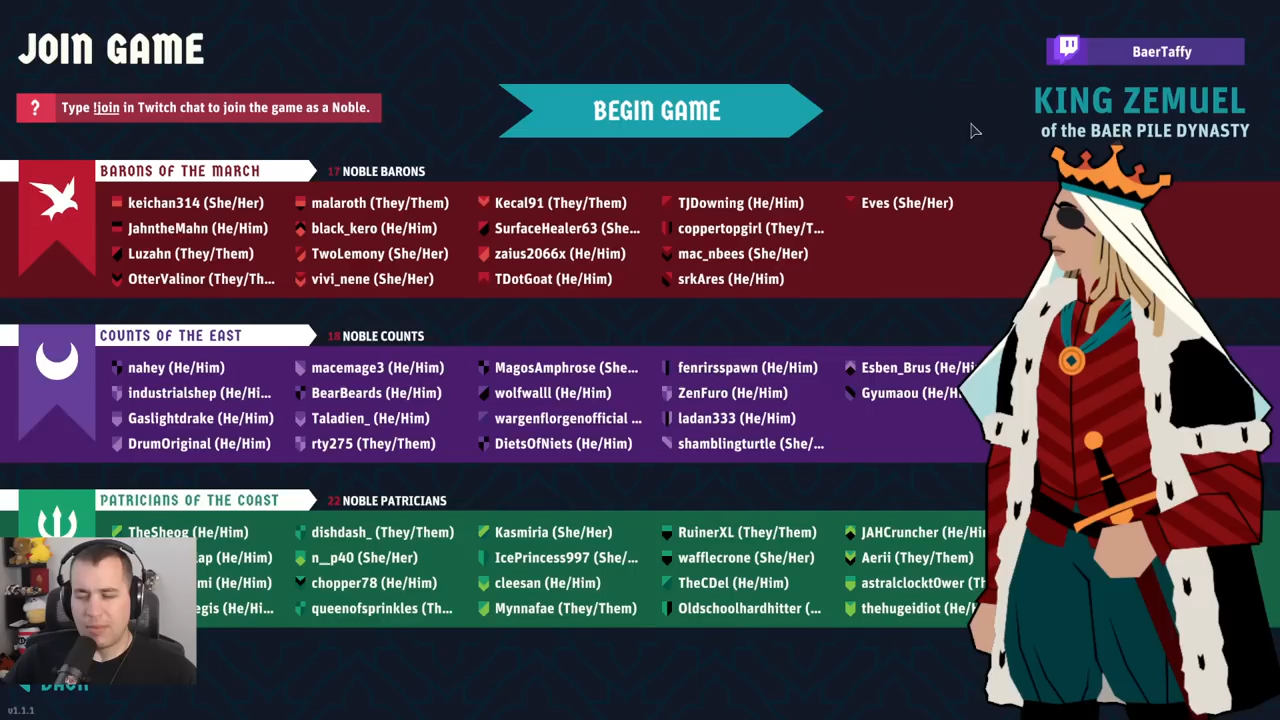 JOIN GAME
BaerTaffy
? Type !join in Twitch chat to join the game as a Noble.
BEGIN GAME
KING ZEMUEL
of the BAER PILE DYNASTY
BARONS OF THE MARCH
17 NOBLE BARONS
keichan314 (She/Her) malaroth (They/Them) Kecal91 (They/Them) TJDowning (He/Him) Eves (She/Her)
JahntheMahn (He/Him) black_kero (He/Him) SurfaceHealer63 (She... coppertopgirl (They/T...
Luzahn (They/Them) TwoLemony (She/Her) zaius2066x (He/Him) mac_nbees (She/Her)
OtterValinor (They/Th... vivi_nene (She/Her) TDotGoat (He/Him) srkAres (He/Him)
COUNTS OF THE EAST
18 NOBLE COUNTS
nahey (He/Him) macemage3 (He/Him) MagosAmphrose (She... fenrirsspawn (He/Him) Esben_Brus (He/H
industrialshep (He/Hi... BearBeards (He/Him) wolfwalll (He/Him) ZenFuro (He/Him) Gyumaou (He/Him
Gaslightdrake (He/Him) Taladien_ (He/Him) wargenflorgenofficial ... ladan333 (He/Him)
DrumOriginal (He/Him) rty275 (They/Them) DietsOfNiets (He/Him) shamblingturtle (She/...
PATRICIANS OF THE COAST
22 NOBLE PATRICIANS
TheSheog (He/Him) dishdash_ (They/Them) Kasmiria (She/Her) RuinerXL (They/Them) JAHCruncher (He/Hi
ap (He/Him) n__p40 (She/Her) IcePrincess997 (She/... wafflecrone (She/Her) Aerii (They/Them)
mi (He/Him) chopper78 (He/Him) cleesan (He/Him) TheCDel (He/Him) astralclockt0wer (Th
egis (He/Hi... queenofsprinkles (Th... Mynnafae (They/Them) Oldschoolhardhitter (... thehugeidiot (He/H
BACK
v1.1.1